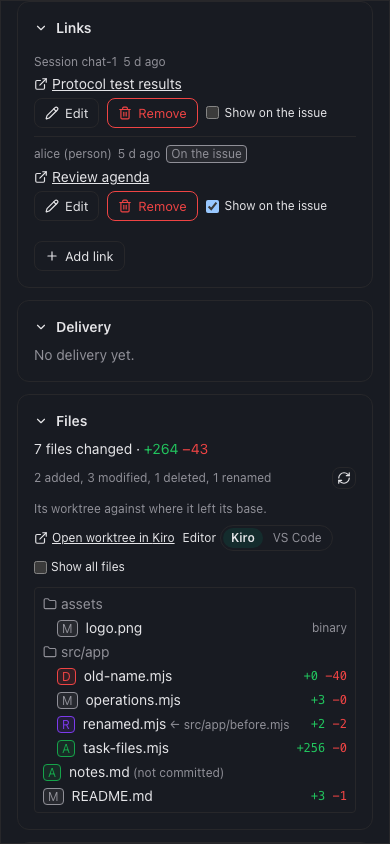 Links
Session chat-1 5 d ago
Protocol test results
Edit Remove Show on the issue
alice (person) 5 d ago On the issue
Review agenda
Edit Remove Show on the issue
+ Add link
Delivery
No delivery yet.
Files
7 files changed · +264 −43
2 added, 3 modified, 1 deleted, 1 renamed
Its worktree against where it left its base.
Open worktree in Kiro Editor Kiro VS Code
Show all files
assets
M logo.png binary
src/app
D old-name.mjs +0 −40
M operations.mjs +3 −0
R renamed.mjs ← src/app/before.mjs +2 −2
A task-files.mjs +256 −0
A notes.md (not committed)
M README.md +3 −1